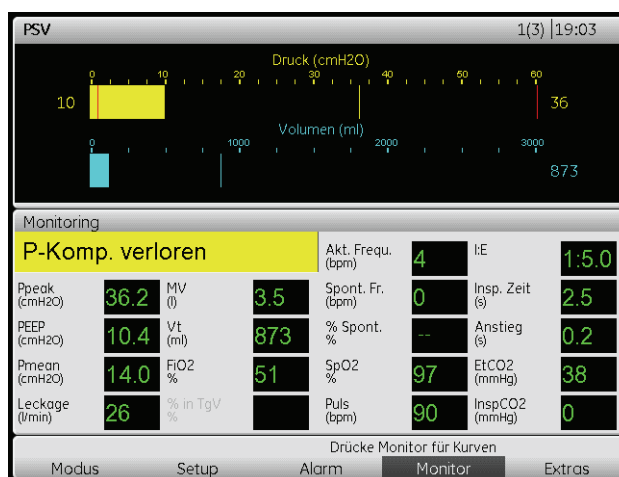 PSV 1(3) |19:03
Druck (cmH2O)
0 10 20 30 40 50 60
10 36
Volumen (ml)
0 1000 2000 3000
873
Monitoring
P-Komp. verloren
Akt. Frequ. (bpm) 4 I:E 1:5.0
Ppeak (cmH2O) 36.2 MV (l) 3.5 Spont. Fr. (bpm) 0 Insp. Zeit (s) 2.5
PEEP (cmH2O) 10.4 Vt (ml) 873 % Spont. % -- Anstieg (s) 0.2
Pmean (cmH2O) 14.0 FiO2 % 51 SpO2 % 97 EtCO2 (mmHg) 38
Leckage (l/min) 26 % in TgV % Puls (bpm) 90 InspCO2 (mmHg) 0
Drücke Monitor für Kurven
Modus Setup Alarm Monitor Extras